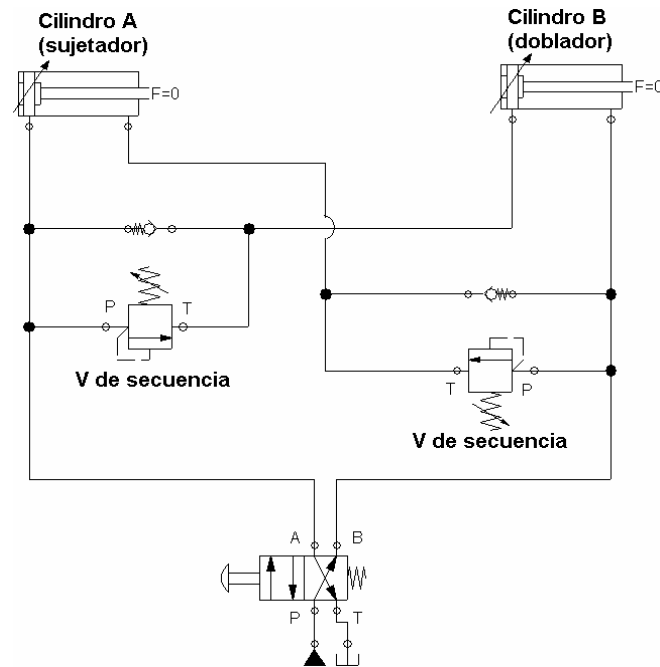 Cilindro A
(sujetador)
Cilindro B
(doblador)
F=0
F=0
P
T
V de secuencia
T
P
V de secuencia
A
B
P
T